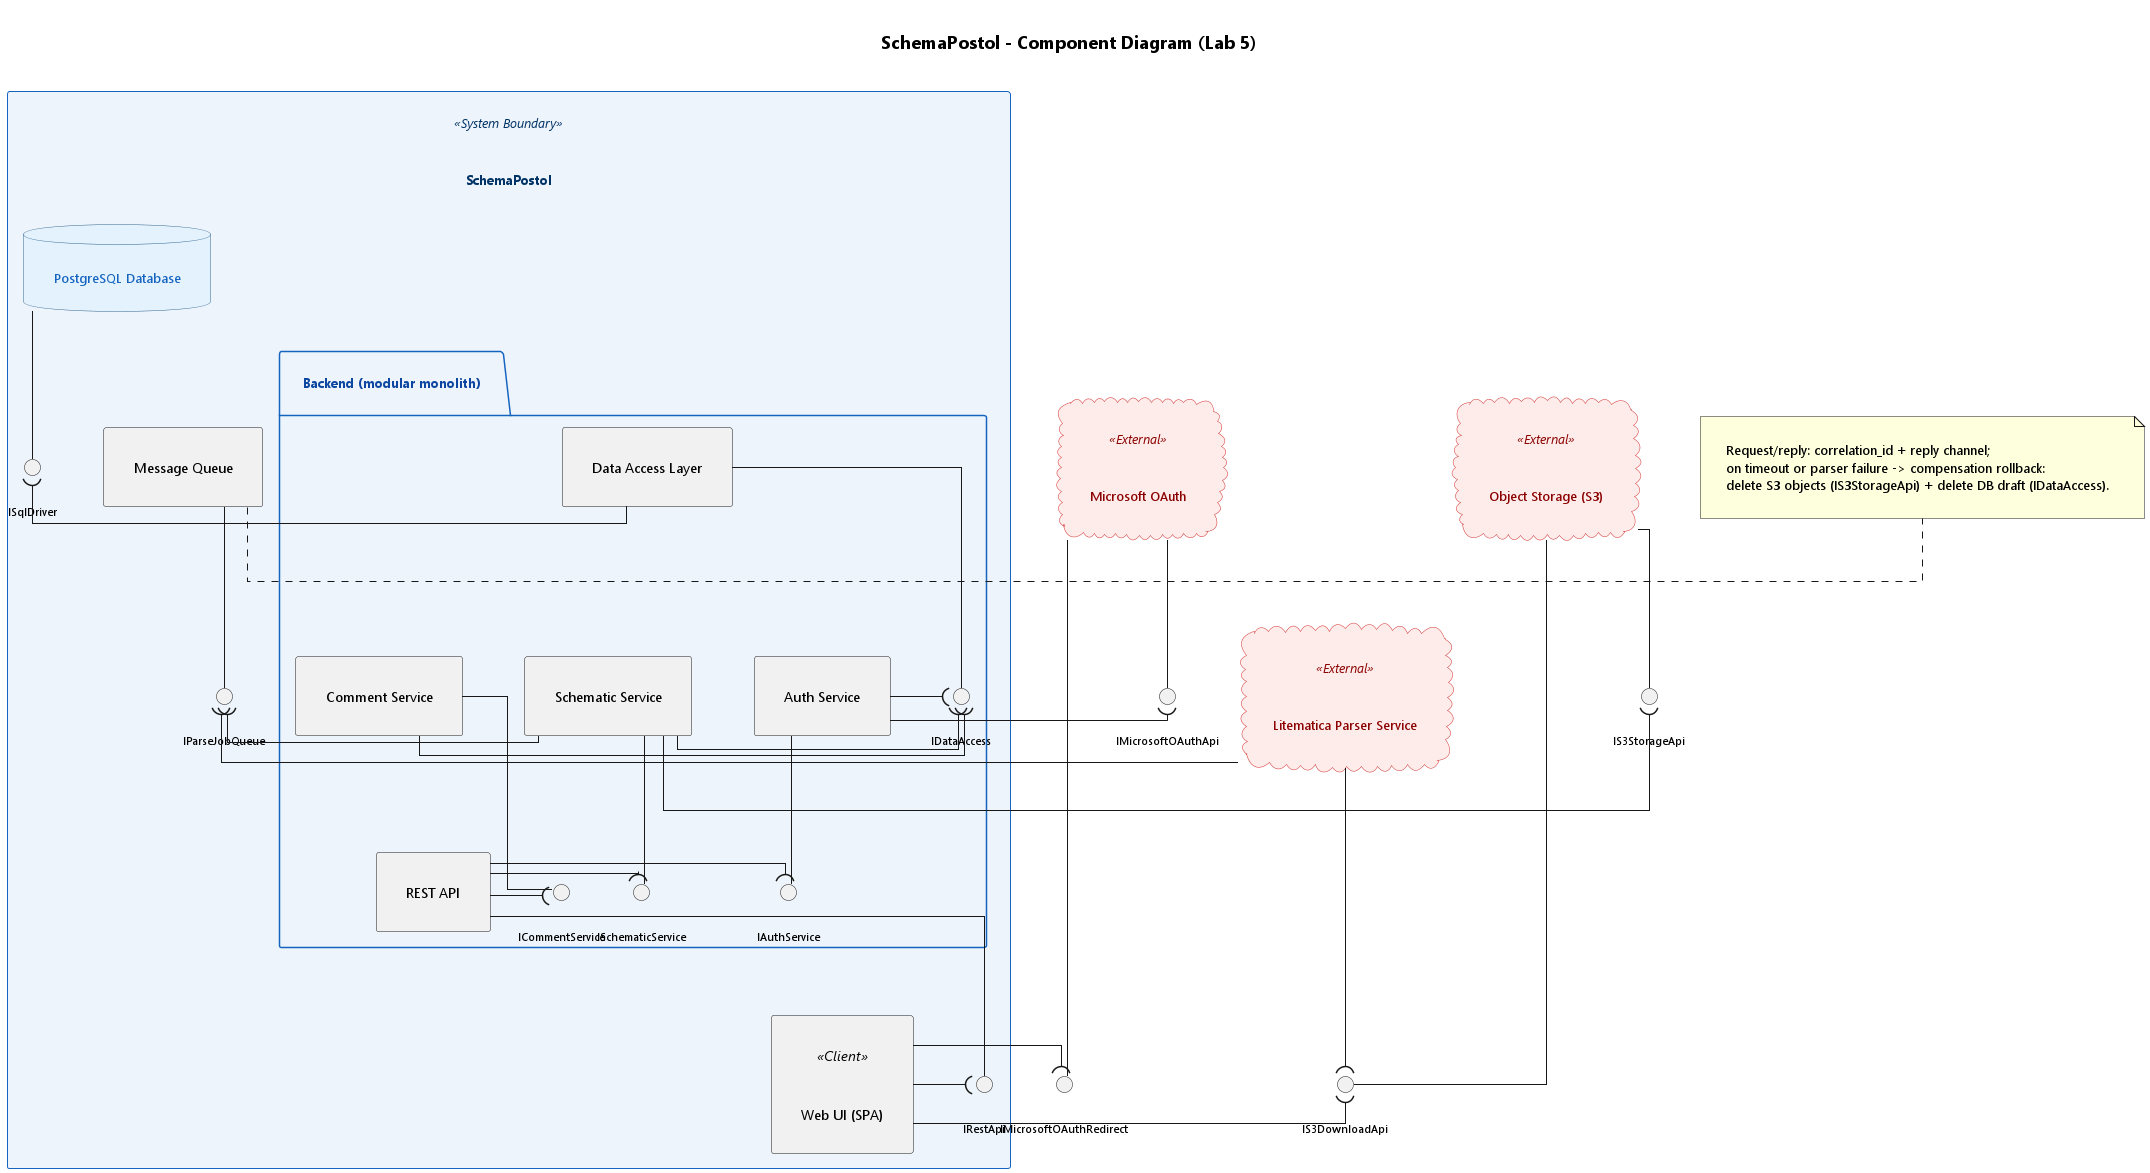 SchemaPostol - Component Diagram (Lab 5)
«System Boundary»
SchemaPostol
PostgreSQL Database
Backend (modular monolith)
Message Queue
Data Access Layer
ISqlDriver
«External»
Microsoft OAuth
«External»
Object Storage (S3)
Request/reply: correlation_id + reply channel;
on timeout or parser failure -> compensation rollback:
delete S3 objects (IS3StorageApi) + delete DB draft (IDataAccess).
Comment Service
Schematic Service
Auth Service
«External»
Litematica Parser Service
IParseJobQueue
IDataAccess
IMicrosoftOAuthApi
IS3StorageApi
REST API
ICommentService
ISchematicService
IAuthService
«Client»
Web UI (SPA)
IRestApi
IMicrosoftOAuthRedirect
IS3DownloadApi